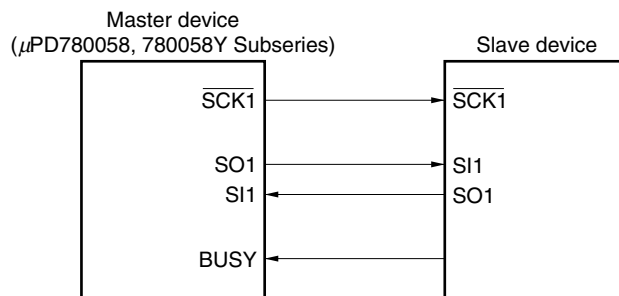 Master device
(μPD780058, 780058Y Subseries)
Slave device
SCK1
SCK1
SO1
SI1
SI1
SO1
BUSY